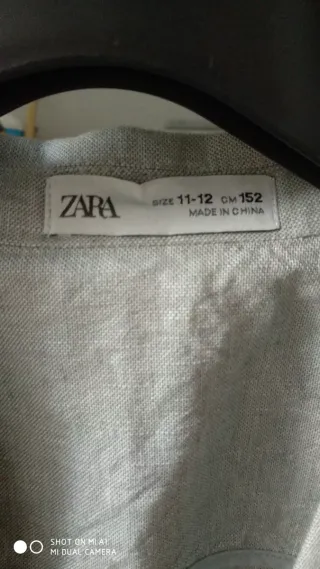 ZARA
SIZE 11-12 CM 152
MADE IN CHINA
SHOT ON MI A1
MI DUAL CAMERA